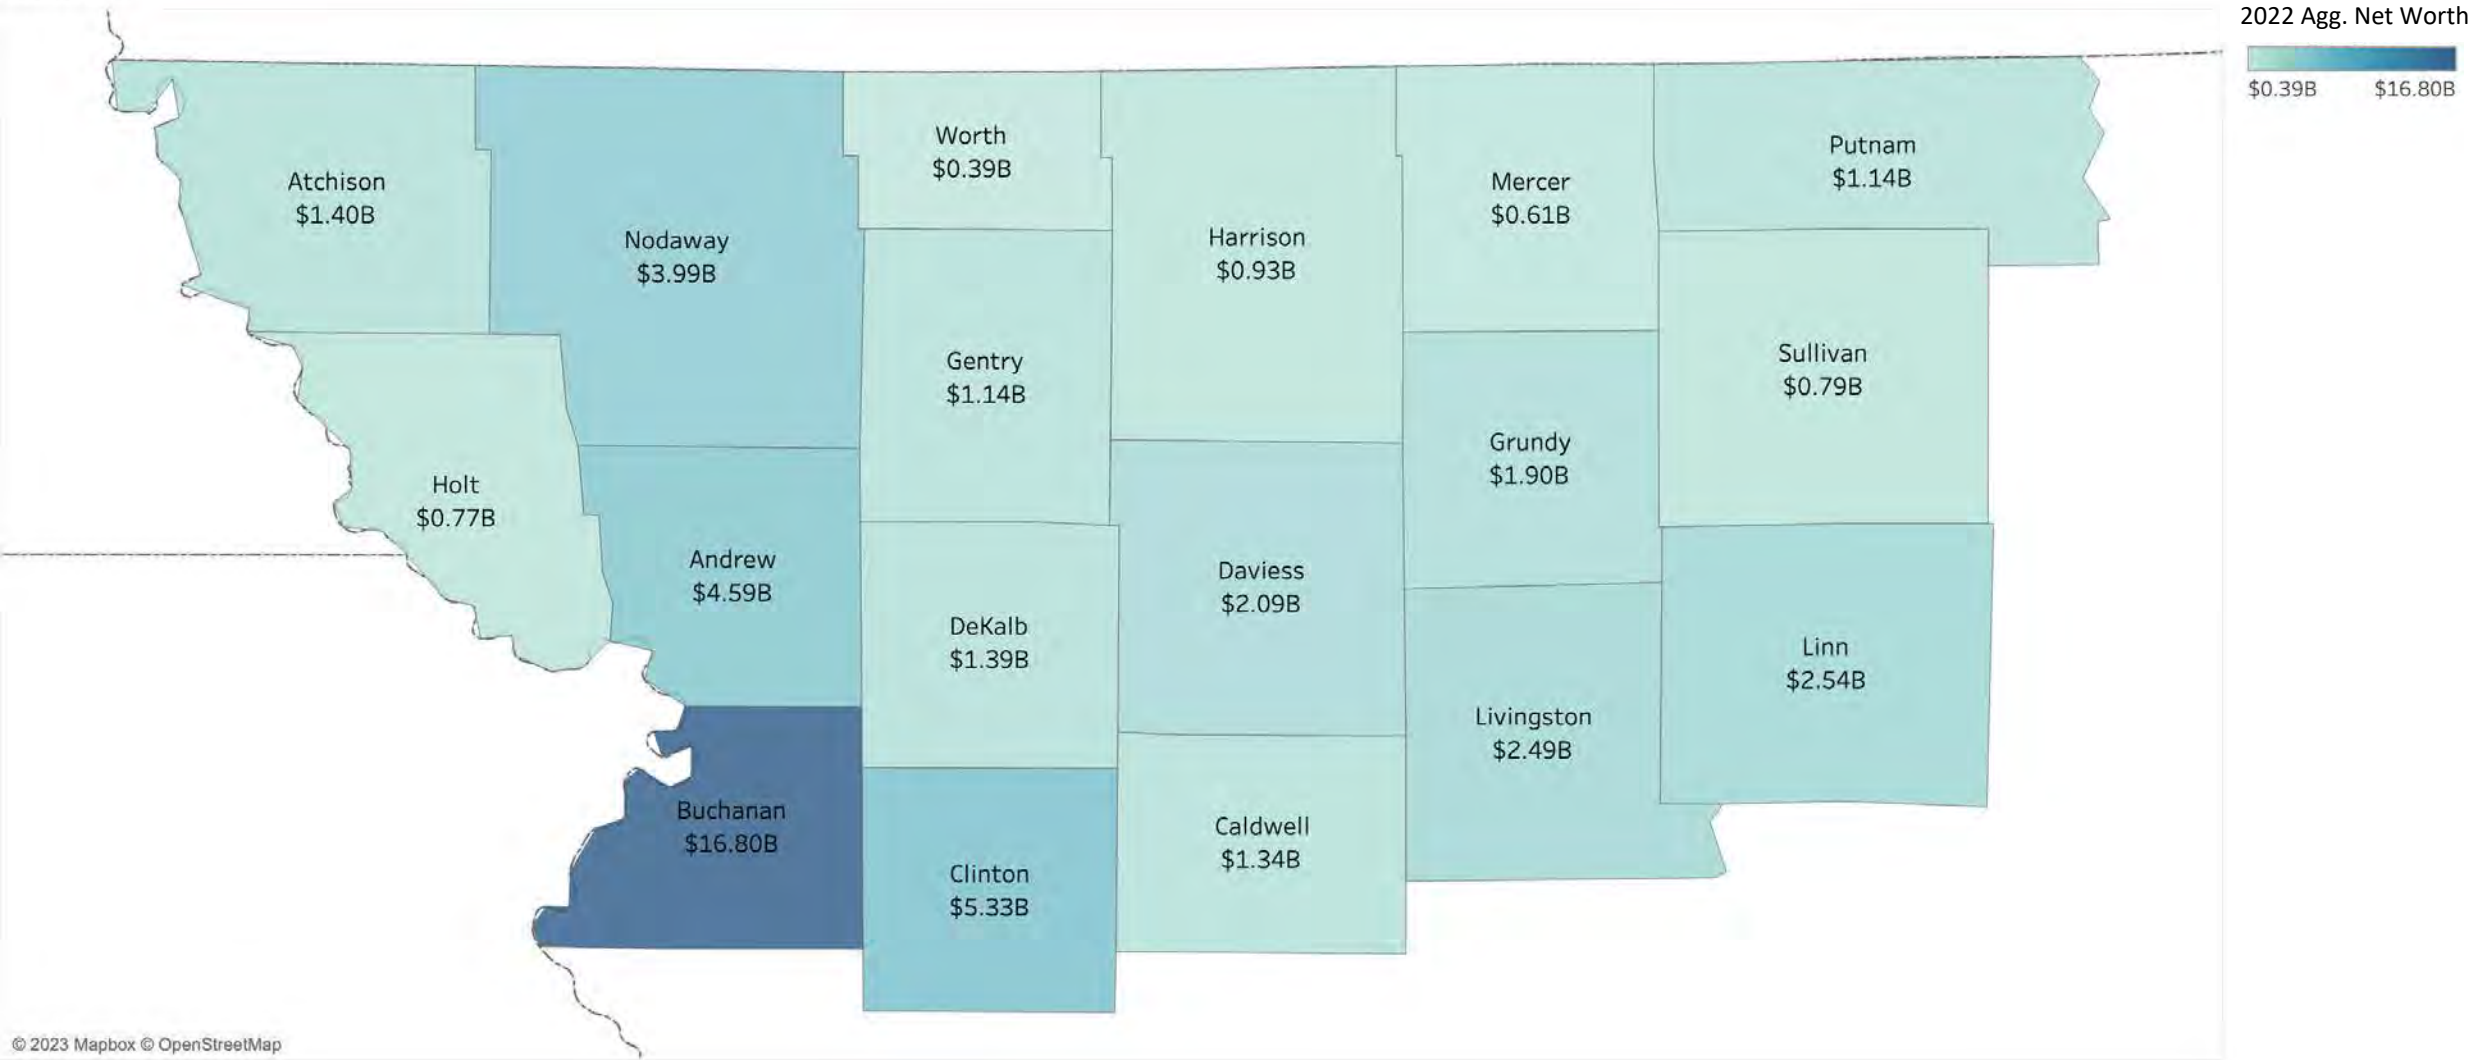 2022 Agg. Net Worth
$0.39B $16.80B
Atchison
$1.40B
Nodaway
$3.99B
Worth
$0.39B
Harrison
$0.93B
Mercer
$0.61B
Putnam
$1.14B
Gentry
$1.14B
Sullivan
$0.79B
Grundy
$1.90B
Holt
$0.77B
Andrew
$4.59B
DeKalb
$1.39B
Daviess
$2.09B
Livingston
$2.49B
Linn
$2.54B
Buchanan
$16.80B
Clinton
$5.33B
Caldwell
$1.34B
© 2023 Mapbox © OpenStreetMap